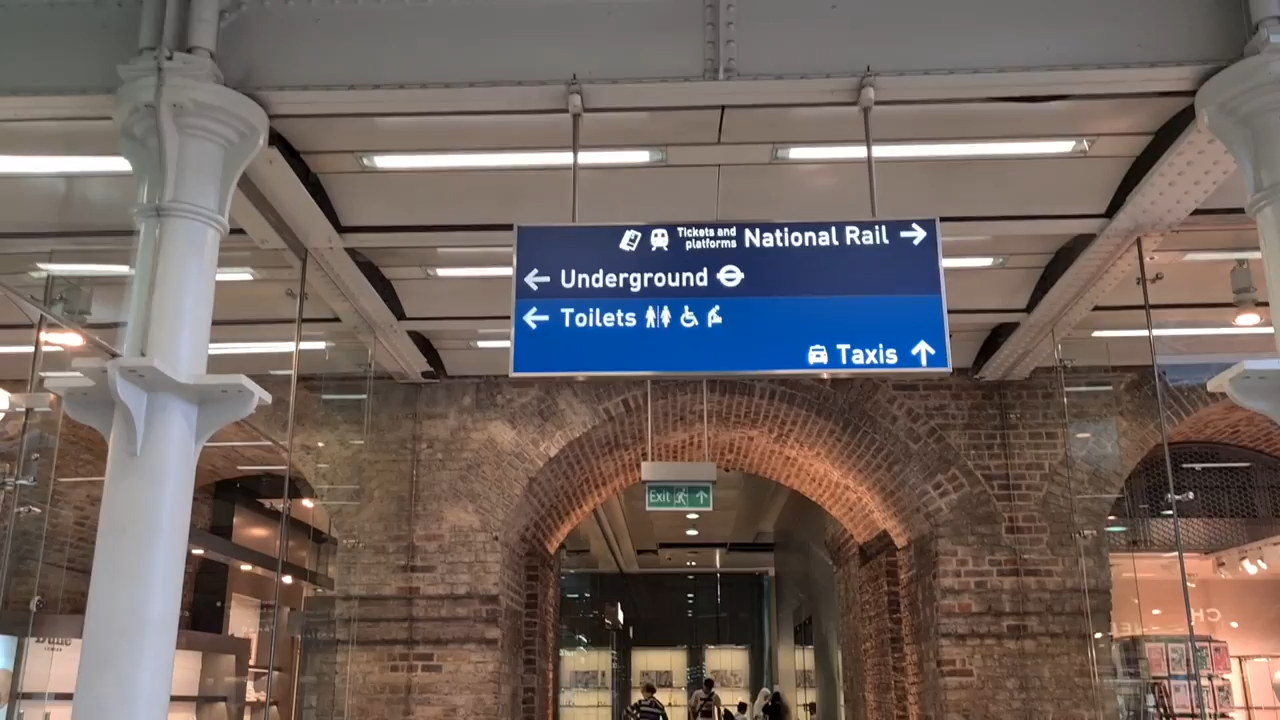 Tickets and
platforms National Rail
Underground
Toilets
Taxis
Exit